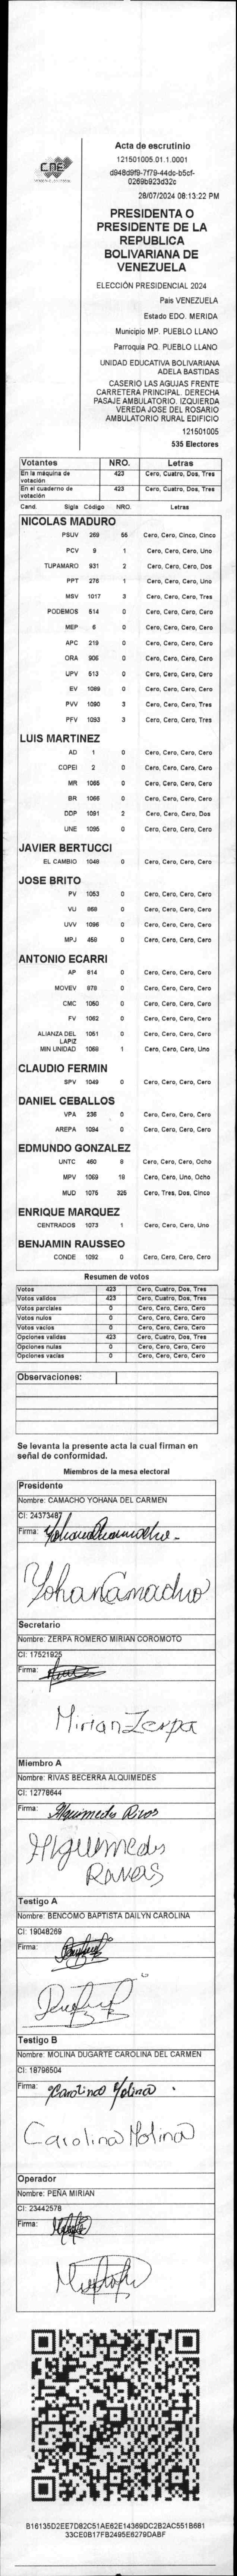 CNE
Acta de escrutinio
121501005.01.1.0001
d948d9f9-7f79-44dc-b5cf-
0269b923d32c
28/07/2024 08:13:22 PM
PRESIDENTA O
PRESIDENTE DE LA
REPUBLICA
BOLIVARIANA DE
VENEZUELA
ELECCIÓN PRESIDENCIAL 2024
Pais VENEZUELA
Estado EDO. MERIDA
Municipio MP. PUEBLO LLANO
Parroquia PQ. PUEBLO LLANO
UNIDAD EDUCATIVA BOLIVARIANA
ADELA BASTIDAS
CASERIO LAS AGUJAS FRENTE
CARRETERA PRINCIPAL. DERECHA
PASAJE AMBULATORIO. IZQUIERDA
VEREDA JOSE DEL ROSARIO
AMBULATORIO RURAL EDIFICIO
121501005
535 Electores
Votantes NRO. Letras
En la máquina de votación 423 Cero, Cuatro, Dos, Tres
En el cuaderno de votación 423 Cero, Cuatro, Dos, Tres
Cand. Sigla Código NRO. Letras
NICOLAS MADURO
PSUV 269 55 Cero, Cero, Cinco, Cinco
PCV 9 1 Cero, Cero, Cero, Uno
TUPAMARO 931 2 Cero, Cero, Cero, Dos
PPT 276 1 Cero, Cero, Cero, Uno
MSV 1017 3 Cero, Cero, Cero, Tres
PODEMOS 514 0 Cero, Cero, Cero, Cero
MEP 6 0 Cero, Cero, Cero, Cero
APC 219 0 Cero, Cero, Cero, Cero
ORA 906 0 Cero, Cero, Cero, Cero
UPV 513 0 Cero, Cero, Cero, Cero
EV 1089 0 Cero, Cero, Cero, Cero
PVV 1090 3 Cero, Cero, Cero, Tres
PFV 1093 3 Cero, Cero, Cero, Tres
LUIS MARTINEZ
AD 1 0 Cero, Cero, Cero, Cero
COPEI 2 0 Cero, Cero, Cero, Cero
MR 1065 0 Cero, Cero, Cero, Cero
BR 1066 0 Cero, Cero, Cero, Cero
DDP 1091 2 Cero, Cero, Cero, Dos
UNE 1095 0 Cero, Cero, Cero, Cero
JAVIER BERTUCCI
EL CAMBIO 1048 0 Cero, Cero, Cero, Cero
JOSE BRITO
PV 1053 0 Cero, Cero, Cero, Cero
VU 868 0 Cero, Cero, Cero, Cero
UVV 1096 0 Cero, Cero, Cero, Cero
MPJ 459 0 Cero, Cero, Cero, Cero
ANTONIO ECARRI
AP 814 0 Cero, Cero, Cero, Cero
MOVEV 878 0 Cero, Cero, Cero, Cero
CMC 1050 0 Cero, Cero, Cero, Cero
FV 1082 0 Cero, Cero, Cero, Cero
ALIANZA DEL LAPIZ 1051 0 Cero, Cero, Cero, Cero
MIN UNIDAD 1068 1 Cero, Cero, Cero, Uno
CLAUDIO FERMIN
SPV 1049 0 Cero, Cero, Cero, Cero
DANIEL CEBALLOS
VPA 236 0 Cero, Cero, Cero, Cero
AREPA 1094 0 Cero, Cero, Cero, Cero
EDMUNDO GONZALEZ
UNTC 460 8 Cero, Cero, Cero, Ocho
MPV 1069 18 Cero, Cero, Uno, Ocho
MUD 1075 325 Cero, Tres, Dos, Cinco
ENRIQUE MARQUEZ
CENTRADOS 1073 1 Cero, Cero, Cero, Uno
BENJAMIN RAUSSEO
CONDE 1092 0 Cero, Cero, Cero, Cero
Resumen de votos
Votos 423 Cero, Cuatro, Dos, Tres
Votos validos 423 Cero, Cuatro, Dos, Tres
Votos parciales 0 Cero, Cero, Cero, Cero
Votos nulos 0 Cero, Cero, Cero, Cero
Votos vacios 0 Cero, Cero, Cero, Cero
Opciones validas 423 Cero, Cuatro, Dos, Tres
Opciones nulas 0 Cero, Cero, Cero, Cero
Opciones vacias 0 Cero, Cero, Cero, Cero
Observaciones:
Se levanta la presente acta la cual firman en
señal de conformidad.
Miembros de la mesa electoral
Presidente
Nombre: CAMACHO YOHANA DEL CARMEN
CI: 24373487
Firma:
YohanCamacho
Secretario
Nombre: ZERPA ROMERO MIRIAN COROMOTO
CI: 17521925
Firma:
Mirian Zerpa
Miembro A
Nombre: RIVAS BECERRA ALQUIMEDES
CI: 12778644
Firma: Alquimedes Rivas
Alquimedes
Rivas
Testigo A
Nombre: BENCOMO BAPTISTA DAILYN CAROLINA
CI: 19048269
Firma:
Testigo B
Nombre: MOLINA DUGARTE CAROLINA DEL CARMEN
CI: 18796504
Firma: Carolina Molina
Carolina Molina
Operador
Nombre: PEÑA MIRIAN
CI: 23442578
Firma:
B16135D2EE7D82C51AE62E14369DC2B2AC551B681
33CE0B17FB2495E6279DABF